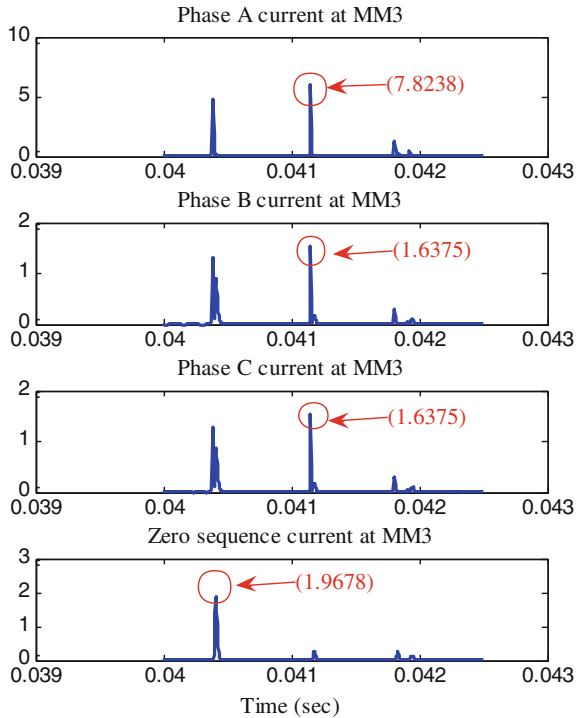 Phase A current at MM3
10
5
0
(7.8238)
0.039 0.04 0.041 0.042 0.043
Phase B current at MM3
2
1
0
(1.6375)
0.039 0.04 0.041 0.042 0.043
Phase C current at MM3
2
1
0
(1.6375)
0.039 0.04 0.041 0.042 0.043
Zero sequence current at MM3
3
2
1
0
(1.9678)
0.039 0.04 0.041 0.042 0.043
Time (sec)